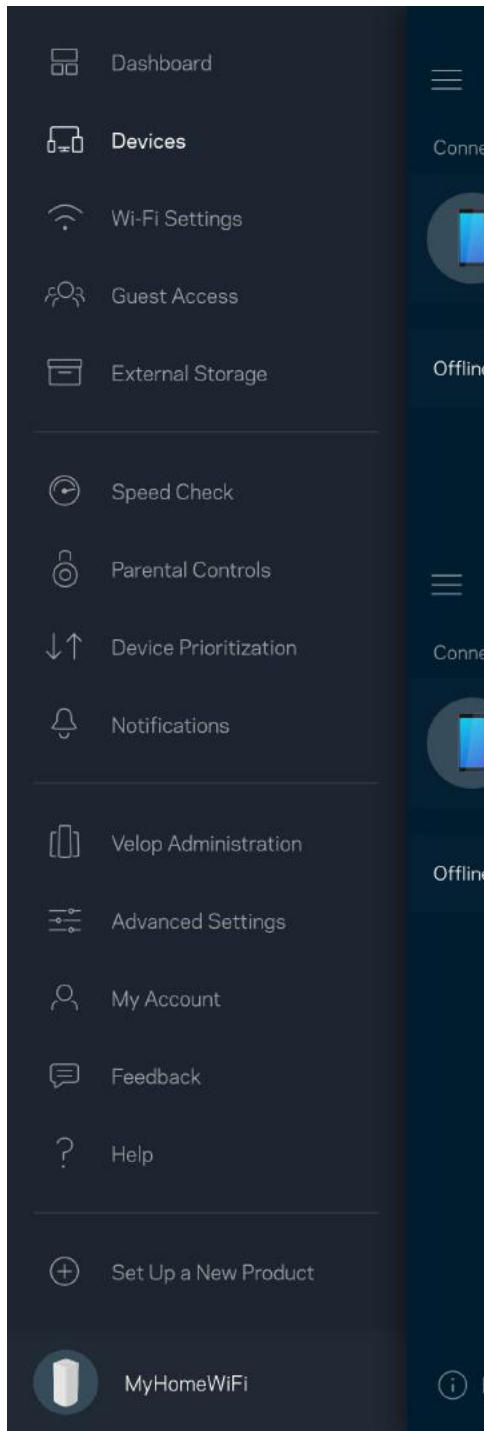 Dashboard
Devices
Wi-Fi Settings
Guest Access
External Storage
Speed Check
Parental Controls
Device Prioritization
Notifications
Velop Administration
Advanced Settings
My Account
Feedback
Help
Set Up a New Product
MyHomeWiFi